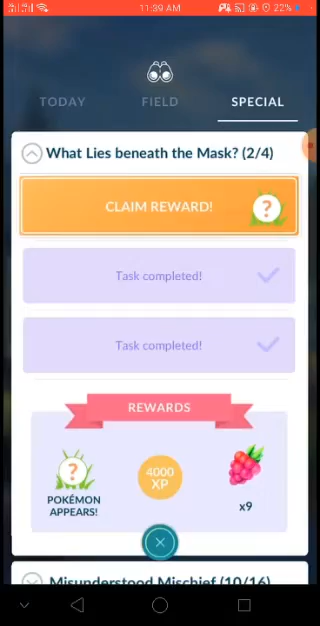 11:39 AM
22%
TODAY FIELD SPECIAL
What Lies beneath the Mask? (2/4)
CLAIM REWARD!
?
Task completed!
Task completed!
REWARDS
?
4000
XP
POKÉMON
APPEARS!
x9
Misunderstood Mischief (10/16)